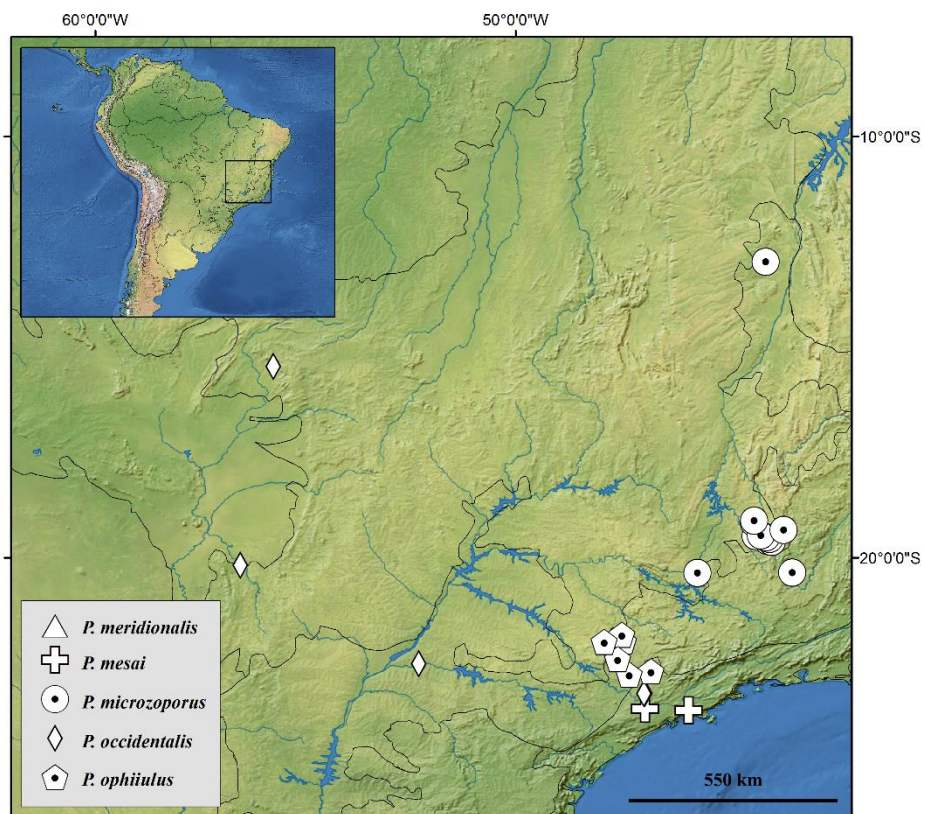 60°0'0"W 50°0'0"W
10°0'0"S
20°0'0"S
P. meridionalis
P. mesai
P. microzoporus
P. occidentalis
P. ophiiulus
550 km